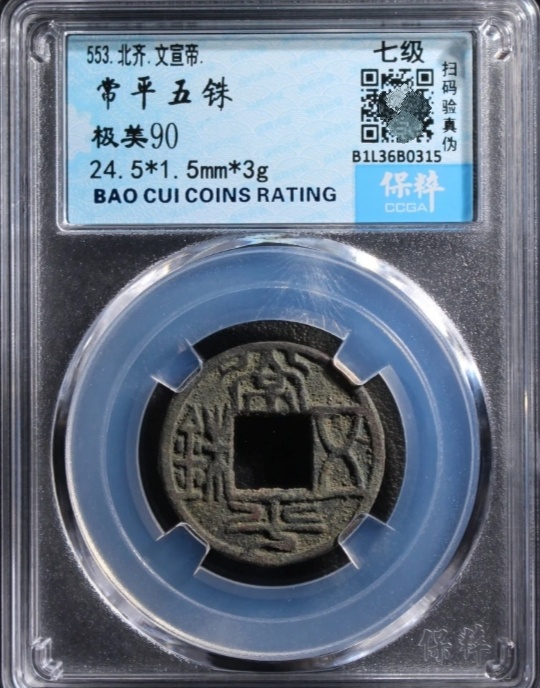 553.北齐.文宣帝.
常平五铢
极美90
24.5*1.5mm*3g
BAO CUI COINS RATING
七级
扫码验真伪
B1L36B0315
保粹
CCGA
常平五銖
保粹